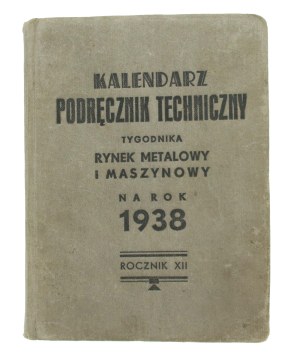 KALENDARZ
PODRĘCZNIK TECHNICZNY
TYGODNIKA
RYNEK METALOWY
I MASZYNOWY
NA ROK
1938
ROCZNIK XII